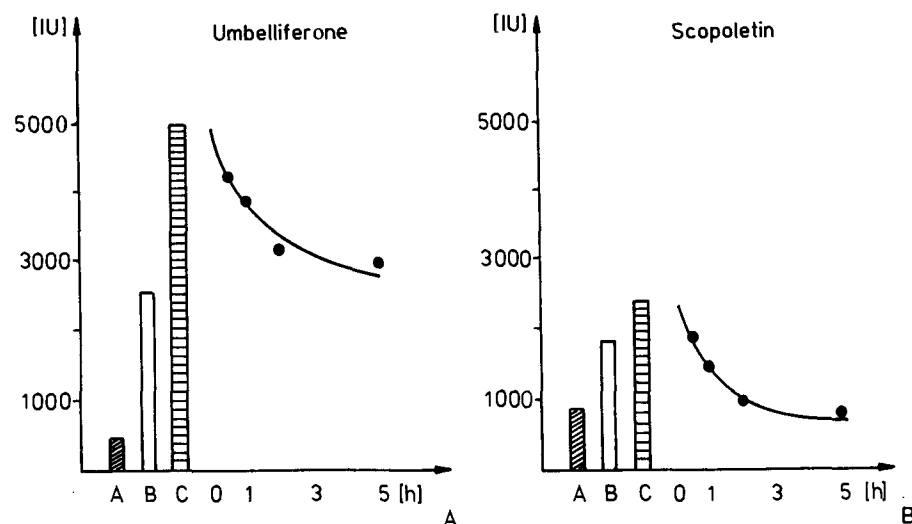 [IU]
Umbelliferone
5000
3000
1000
A B C 0 1 3 5 [h]
A
[IU]
Scopoletin
5000
3000
1000
A B C 0 1 3 5 [h]
B